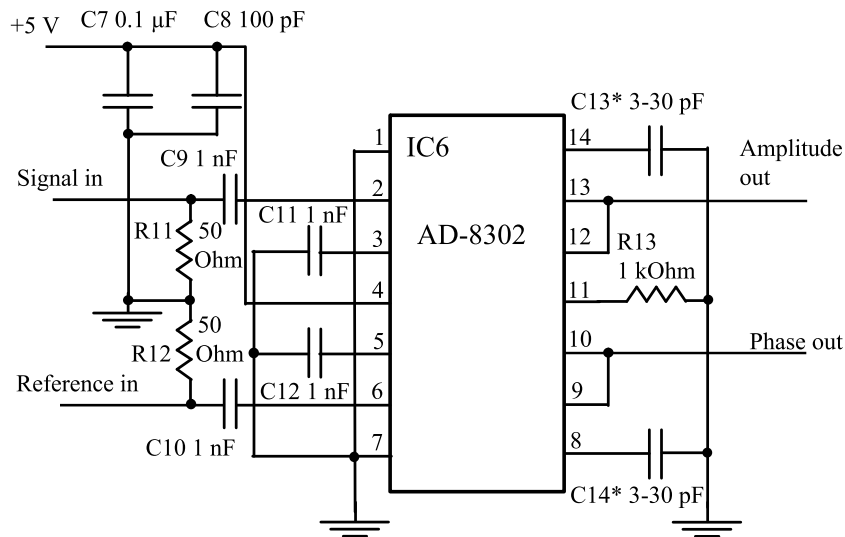 C7 0.1 µF
C8 100 pF
+5 V
C13* 3-30 pF
1
IC6
14
C9 1 nF
Amplitude
out
Signal in
2
13
R11
50
Ohm
C11 1 nF
3
AD-8302
12
R13
1 kOhm
4
11
50
Ohm
R12
5
10
Phase out
Reference in
C12 1 nF
6
9
C10 1 nF
7
8
C14* 3-30 pF